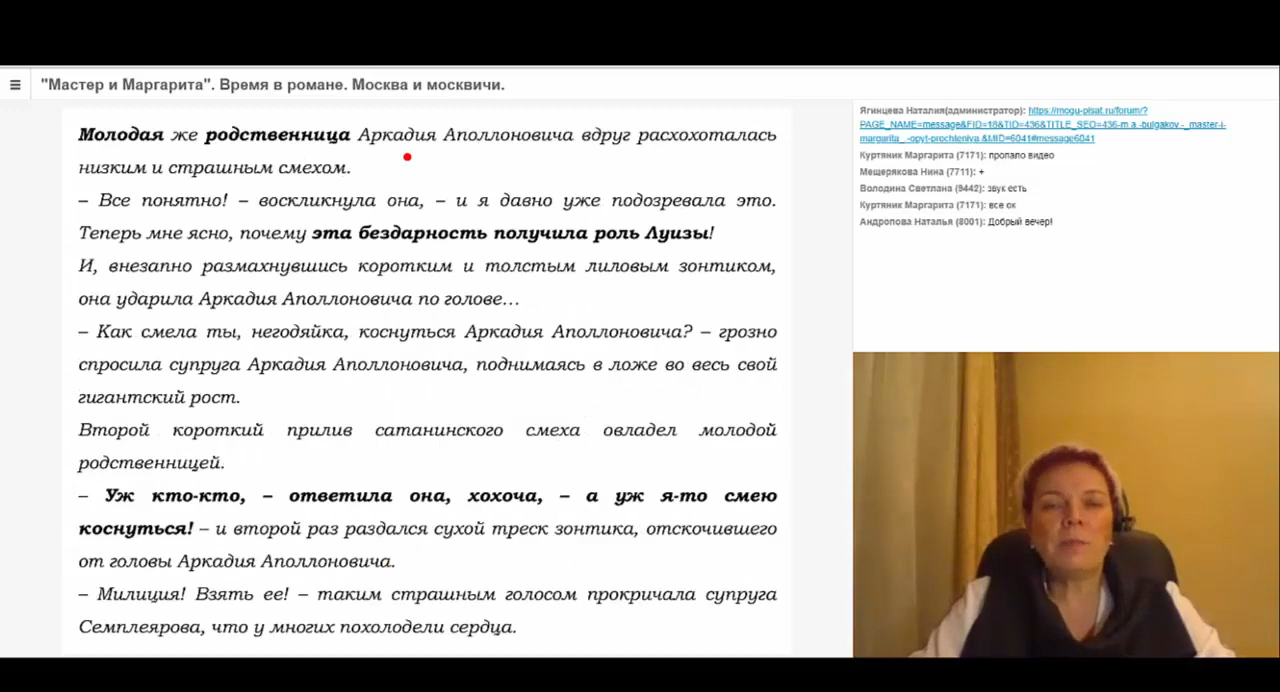 "Мастер и Маргарита". Время в романе. Москва и москвичи.
Молодая же родственница Аркадия Аполлоновича вдруг расхохоталась
низким и страшным смехом.
– Все понятно! – воскликнула она, – и я давно уже подозревала это.
Теперь мне ясно, почему эта бездарность получила роль Луизы!
И, внезапно размахнувшись коротким и толстым лиловым зонтиком,
она ударила Аркадия Аполлоновича по голове…
– Как смела ты, негодяйка, коснуться Аркадия Аполлоновича? – грозно
спросила супруга Аркадия Аполлоновича, поднимаясь в ложе во весь свой
гигантский рост.
Второй короткий прилив сатанинского смеха овладел молодой
родственницей.
– Уж кто-кто, – ответила она, хохоча, – а уж я-то смею
коснуться! – и второй раз раздался сухой треск зонтика, отскочившего
от головы Аркадия Аполлоновича.
– Милиция! Взять ее! – таким страшным голосом прокричала супруга
Семплеярова, что у многих похолодели сердца.
Ягинцева Наталия(администратор): https://mogu-pisat.ru/forum/?
PAGE_NAME=message&FID=18&TID=436&TITLE_SEO=436-m.a.-bulgakov.-_master-i-
margarita_.-opyt-prochteniya.&MID=6041#message6041
Куртяник Маргарита (7171): пропало видео
Мещерякова Нина (7711): +
Володина Светлана (9442): звук есть
Куртяник Маргарита (7171): все ок
Андропова Наталья (8001): Добрый вечер!